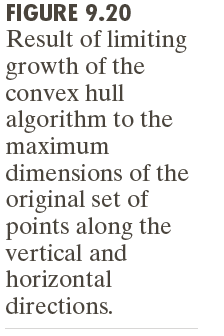 FIGURE 9.20
Result of limiting
growth of the
convex hull
algorithm to the
maximum
dimensions of the
original set of
points along the
vertical and
horizontal
directions.